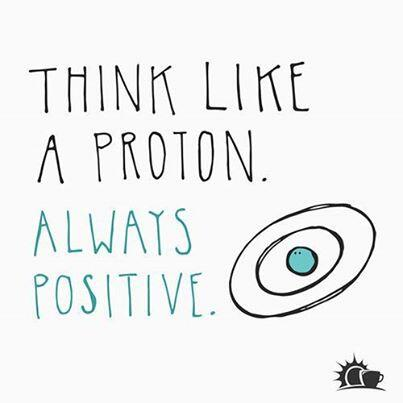 THINK LIKE
A PROTON.
ALWAYS
POSITIVE.